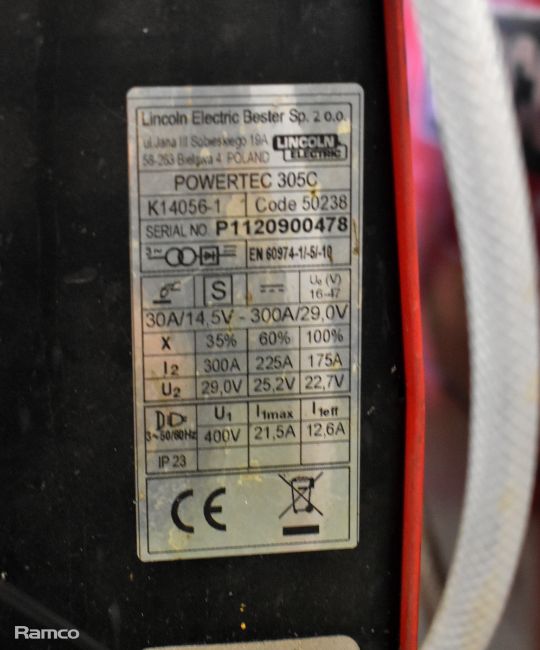 Lincoln Electric Bester Sp. z o.o.
ul.Jana III Sobieskiego 19A
58-263 Bielawa 4 POLAND
LINCOLN ELECTRIC
POWERTEC 305C
K14056-1 Code 50238
SERIAL NO. P1120900478
3~ EN 60974-1/-5/-10
S U₀ (V) 16-47
30A/14,5V - 300A/29,0V
X 35% 60% 100%
I2 300A 225A 175A
U2 29,0V 25,2V 22,7V
3~50/60Hz U1 I1max I1eff
400V 21,5A 12,6A
IP 23
CE
Ramco